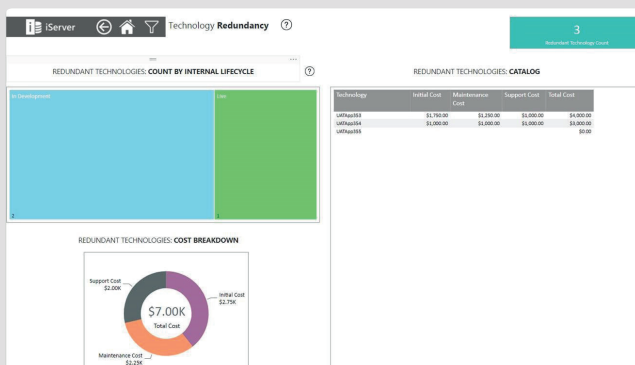 iServer
Technology Redundancy
?
3
Redundant Technology Count
REDUNDANT TECHNOLOGIES: COUNT BY INTERNAL LIFECYCLE
?
In Development
Live
2
1
REDUNDANT TECHNOLOGIES: CATALOG
Technology Initial Cost Maintenance Cost Support Cost Total Cost
UATApp353 $1,750.00 $1,250.00 $1,000.00 $4,000.00
UATApp354 $1,000.00 $1,000.00 $1,000.00 $3,000.00
UATApp355 $0.00
REDUNDANT TECHNOLOGIES: COST BREAKDOWN
Support Cost
$2.00K
Initial Cost
$2.75K
$7.00K
Total Cost
Maintenance Cost
$2.25K